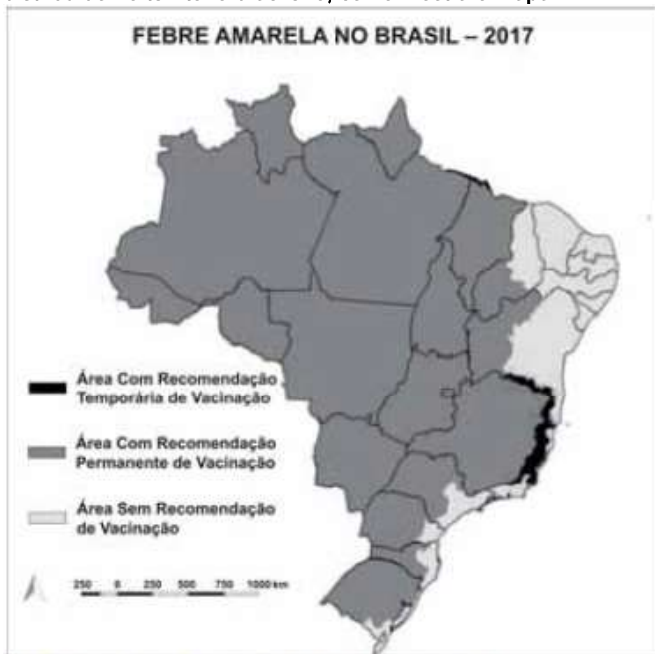 FEBRE AMARELA NO BRASIL – 2017
Área Com Recomendação
Temporária de Vacinação
Área Com Recomendação
Permanente de Vacinação
Área Sem Recomendação
de Vacinação
250 0 250 500 750 1000 km